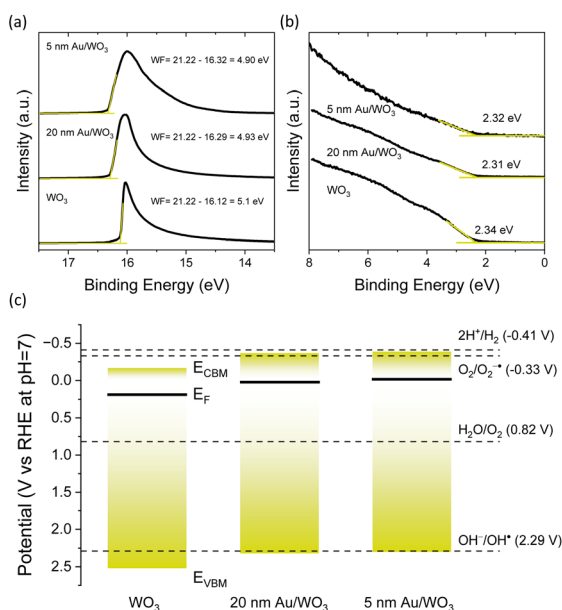 (a)
5 nm Au/WO₃
WF= 21.22 - 16.32 = 4.90 eV
20 nm Au/WO₃
WF= 21.22 - 16.29 = 4.93 eV
WO₃
WF= 21.22 - 16.12 = 5.1 eV
Intensity (a.u.)
17 16 15 14
Binding Energy (eV)
(b)
5 nm Au/WO₃
2.32 eV
20 nm Au/WO₃
2.31 eV
WO₃
2.34 eV
Intensity (a.u.)
8 6 4 2 0
Binding Energy (eV)
(c)
Potential (V vs RHE at pH=7)
−0.5
0.0
0.5
1.0
1.5
2.0
2.5
E_CBM
E_F
E_VBM
2H⁺/H₂ (-0.41 V)
O₂/O₂⁻• (-0.33 V)
H₂O/O₂ (0.82 V)
OH⁻/OH• (2.29 V)
WO₃ 20 nm Au/WO₃ 5 nm Au/WO₃